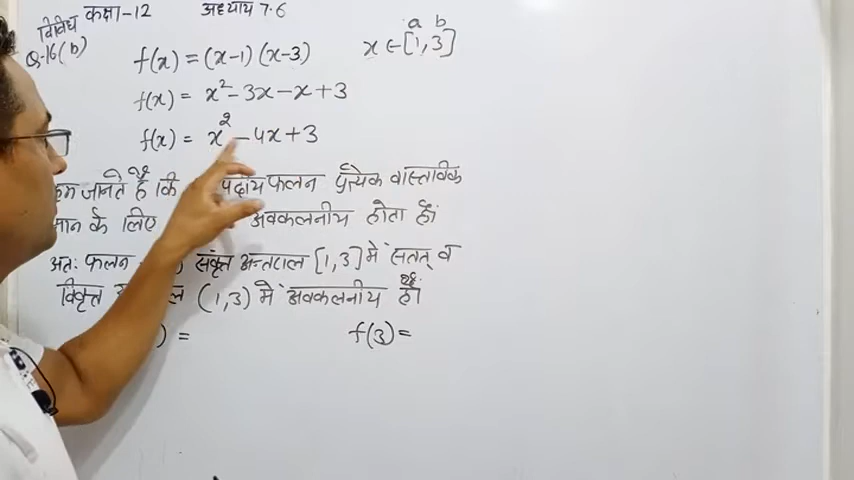 विविध कक्षा-12 अध्याय 7.6
Q.-16(b)
a b
f(x) = (x-1) (x-3) x ∈ [1,3]
f(x) = x² - 3x - x + 3
f(x) = x² - 4x + 3
हम जानते हैं कि पदीय फलन प्रत्येक वास्तविक
मान के लिए अवकलनीय होता है।
अतः फलन संवृत्त अन्तराल [1,3] में सतत् व
विवृत्त (1,3) में अवकलनीय है।
) = f(3) =